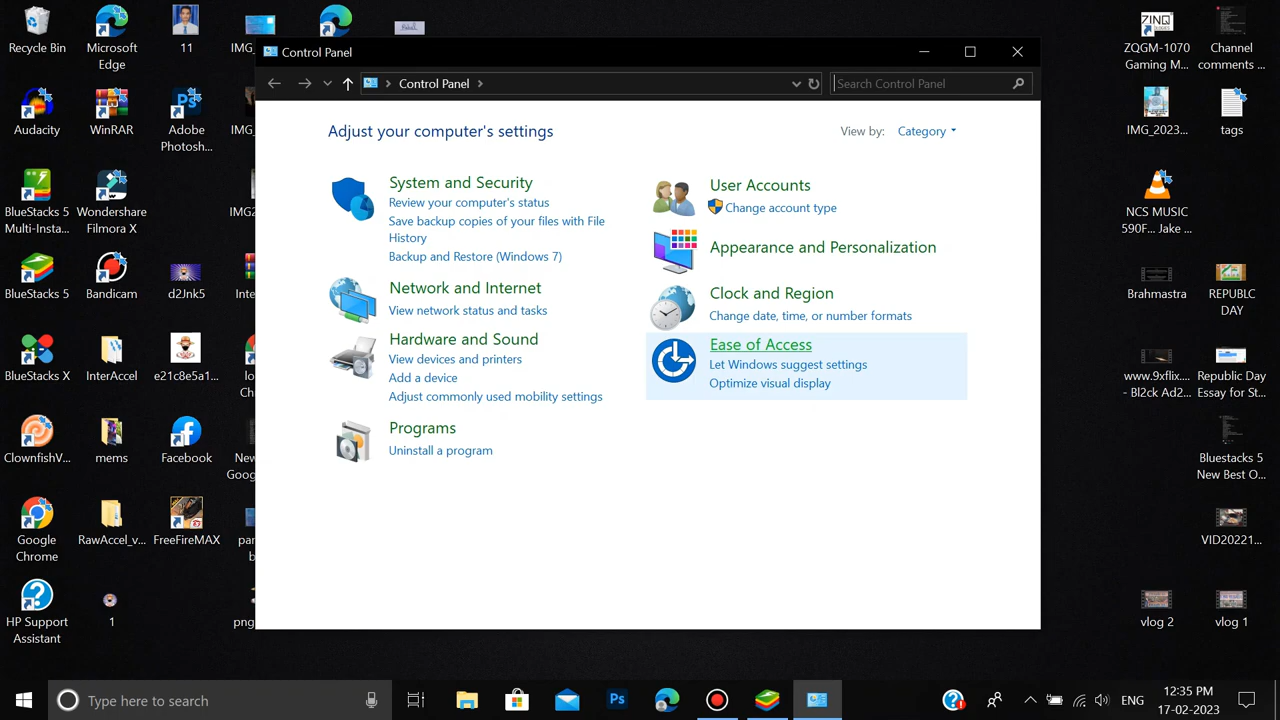 Recycle Bin
Microsoft
Edge
11
Control Panel
Control Panel
Search Control Panel
Adjust your computer's settings
View by:
Category
System and Security
Review your computer's status
Save backup copies of your files with File
History
Backup and Restore (Windows 7)
Network and Internet
View network status and tasks
Hardware and Sound
View devices and printers
Add a device
Adjust commonly used mobility settings
Programs
Uninstall a program
User Accounts
Change account type
Appearance and Personalization
Clock and Region
Change date, time, or number formats
Ease of Access
Let Windows suggest settings
Optimize visual display
Audacity
WinRAR
Adobe
Photosh...
BlueStacks 5
Multi-Insta...
Wondershare
Filmora X
BlueStacks 5
Bandicam
d2Jnk5
BlueStacks X
InterAccel
e21c8e5a1...
ClownfishV...
mems
Facebook
Google
Chrome
RawAccel_v...
FreeFireMAX
HP Support
Assistant
1
ZINQ
ZQGM-1070
Gaming M...
Channel
comments ...
IMG_2023...
tags
NCS MUSIC
590F... Jake ...
Brahmastra
REPUBLC
DAY
www.9xflix....
- Bl2ck Ad2...
Republic Day
Essay for St...
Bluestacks 5
New Best O...
VID20221...
vlog 2
vlog 1
Type here to search
Ps
ENG
12:35 PM
17-02-2023